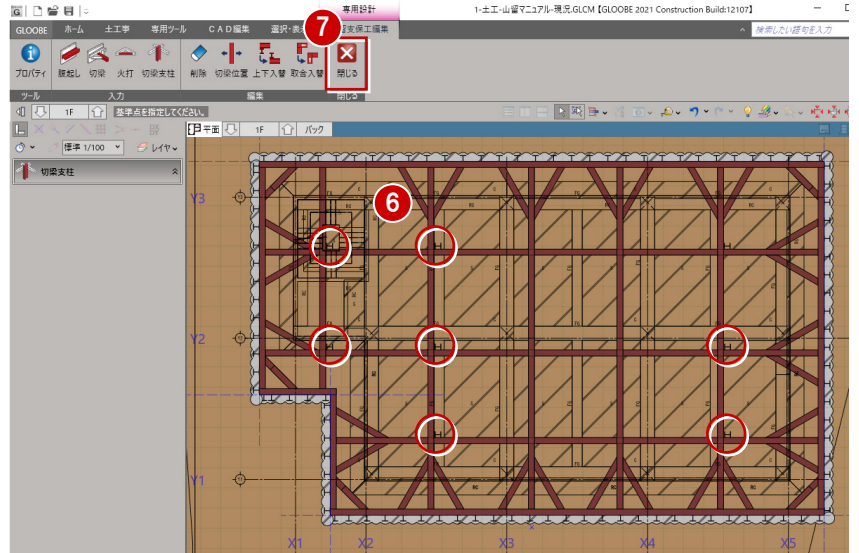 専用設計
1-土工-山留マニュアル-現況.GLCM【GLOOBE 2021 Construction Build:12107】
GLOOBE ホーム 土工事 専用ツール CAD編集 選択・表 支保工編集 検索したい語句を入力
7
プロパティ 腹起し 切梁 火打 切梁支柱 削除 切梁位置 上下入替 取合入替 閉じる
ツール 入力 編集 閉じる
1F 基準点を指定してください。
平面 1F パック
標準 1/100 レイヤ
切梁支柱
6
Y3
Y2
Y1
X1 X2 X3 X4 X5